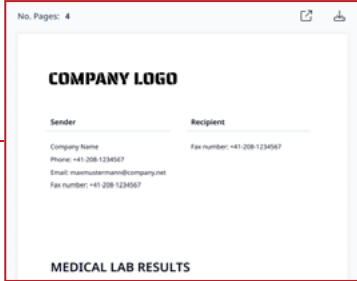 No. Pages: 4
COMPANY LOGO
Sender
Recipient
Company Name
Fax number: +41-208-1234567
Phone: +41-208-1234567
Email: maxmustermann@company.net
Fax number: +41-208-1234567
MEDICAL LAB RESULTS